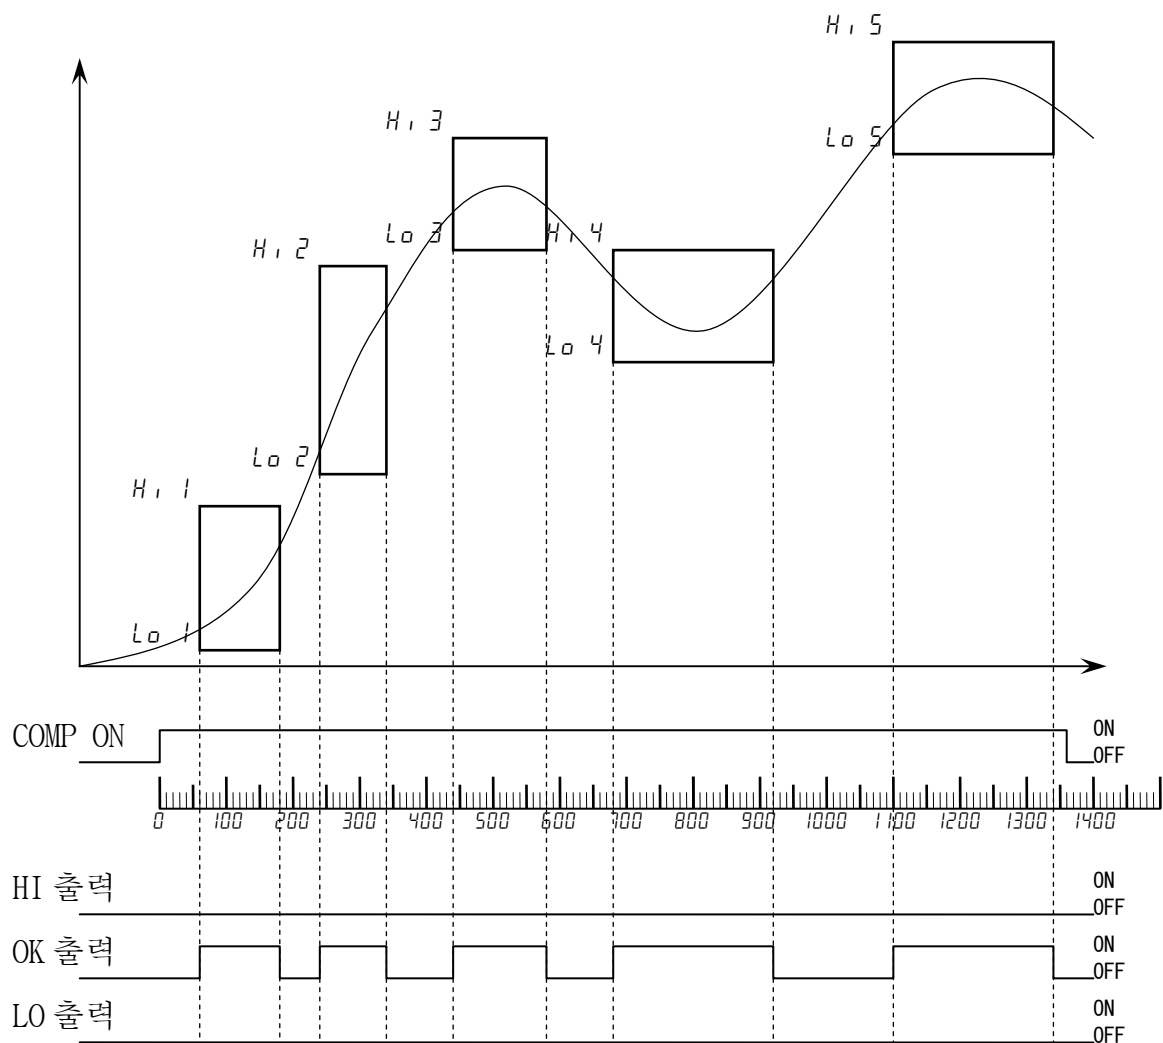 Hi 5
Hi 3
Lo 5
Lo 3
Hi 4
Hi 2
Lo 4
Lo 2
Hi 1
Lo 1
COMP ON
ON
OFF
0 100 200 300 400 500 600 700 800 900 1000 1100 1200 1300 1400
HI 출력
ON
OFF
OK 출력
ON
OFF
LO 출력
ON
OFF